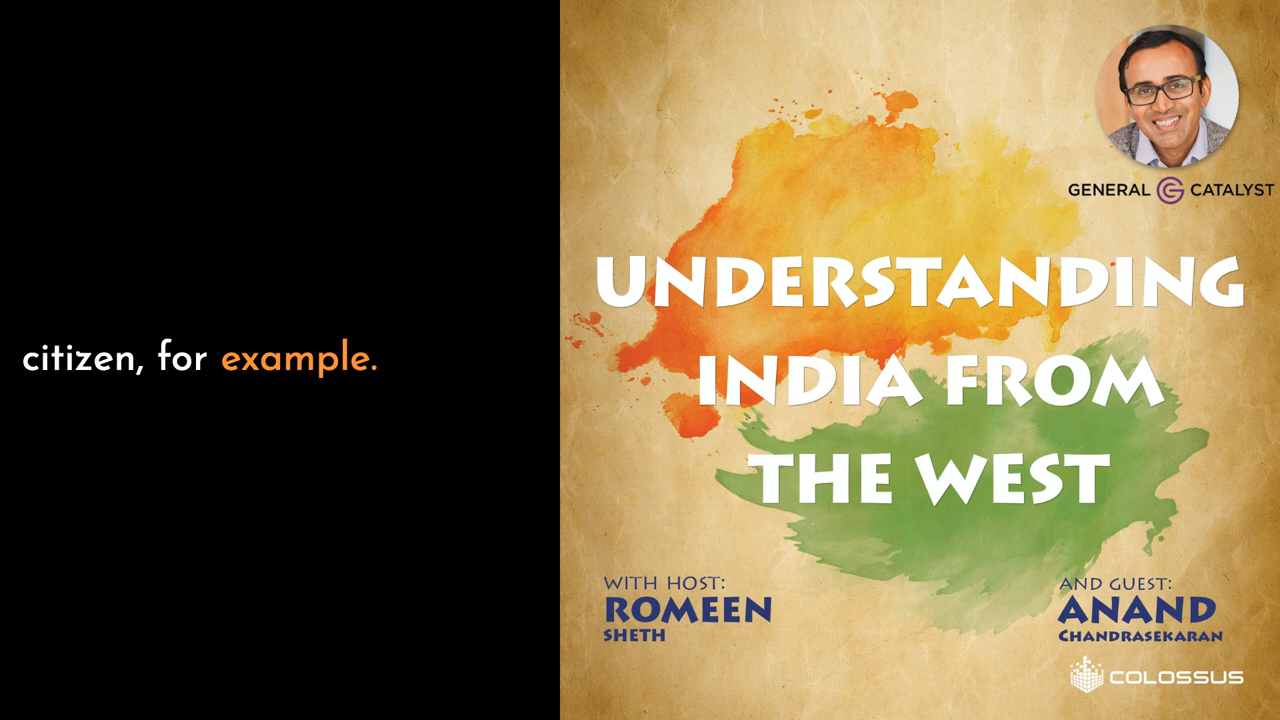 citizen, for example.
GENERAL CATALYST
UNDERSTANDING
INDIA FROM
THE WEST
WITH HOST:
ROMEEN
SHETH
AND GUEST:
ANAND
CHANDRASEKARAN
COLOSSUS